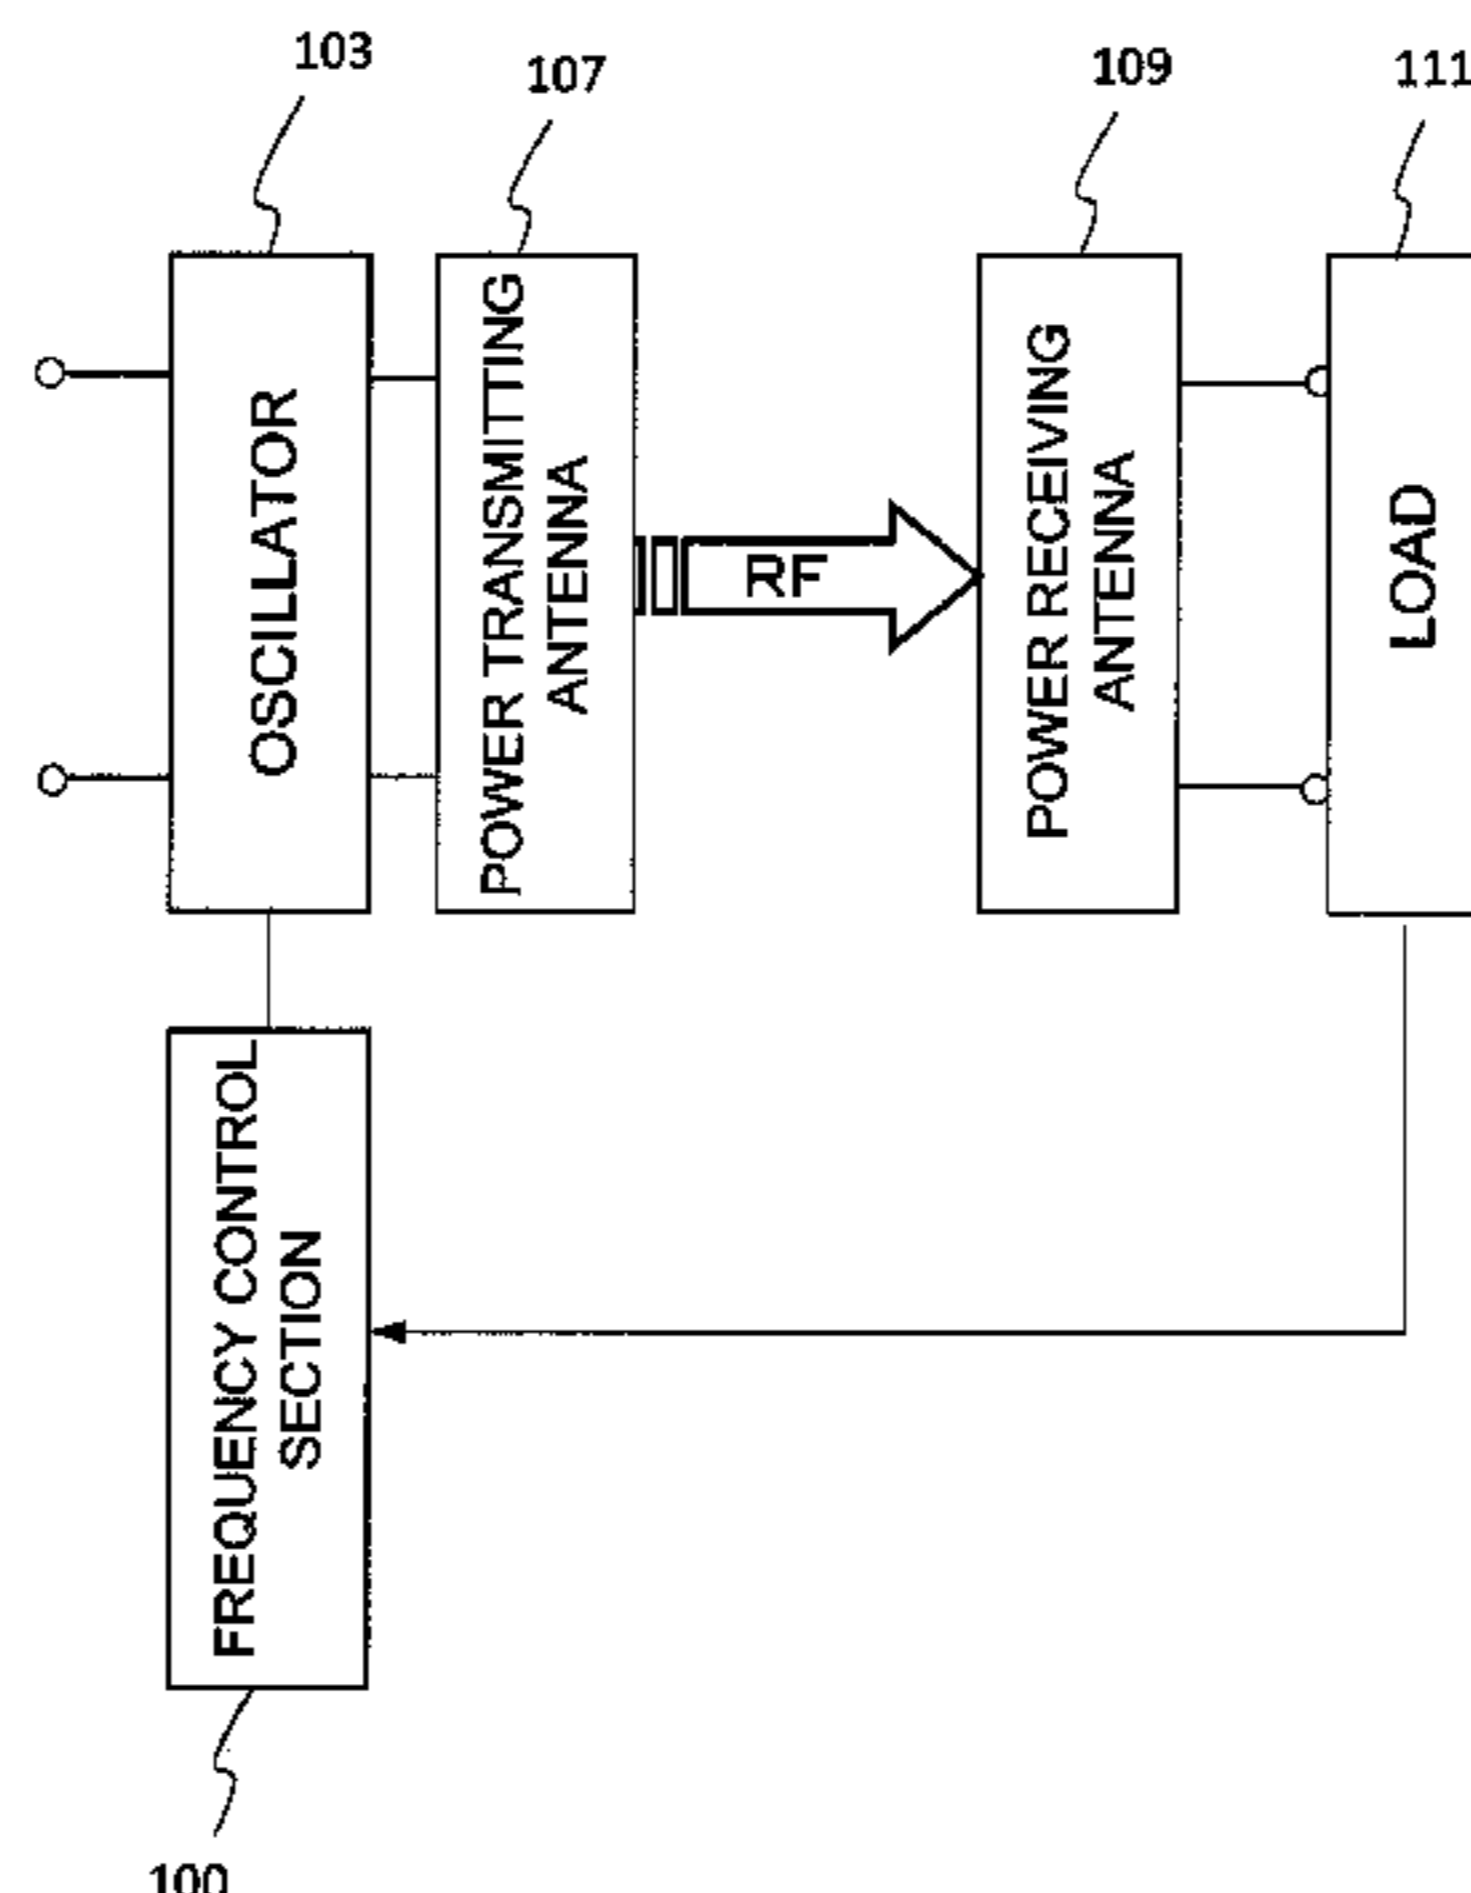 103
107
109
111
OSCILLATOR
POWER TRANSMITTING
ANTENNA
RF
POWER RECEIVING
ANTENNA
LOAD
FREQUENCY CONTROL
SECTION
100